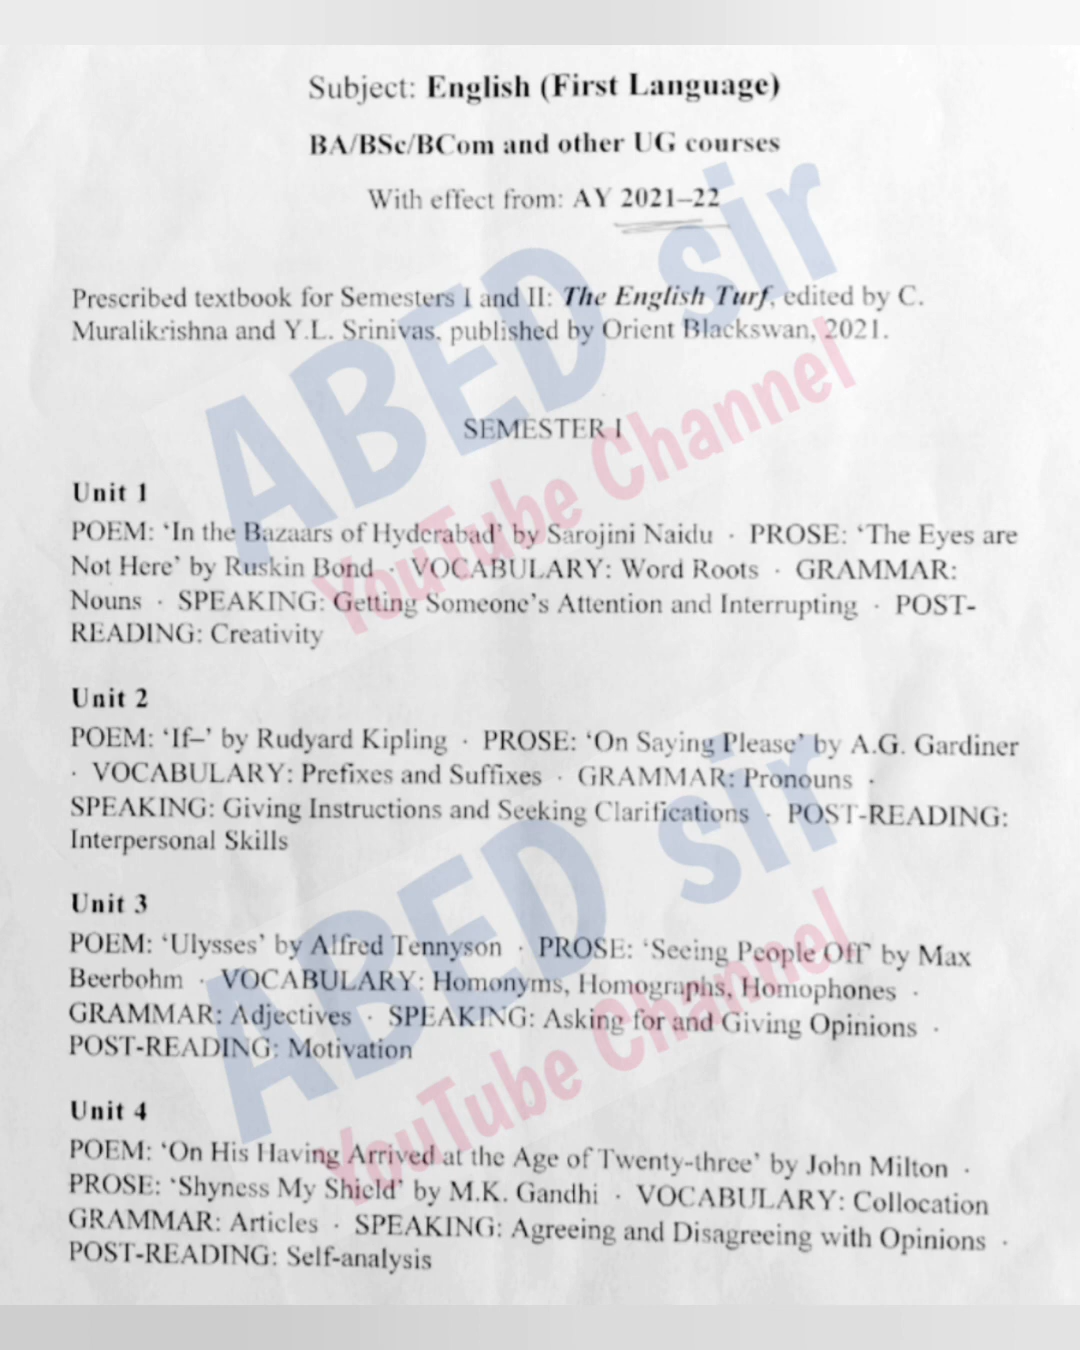 Subject: English (First Language)
BA/BSc/BCom and other UG courses
With effect from: AY 2021–22
Prescribed textbook for Semesters I and II: The English Turf, edited by C.
Muralikrishna and Y.L. Srinivas, published by Orient Blackswan, 2021.
SEMESTER I
Unit 1
POEM: ‘In the Bazaars of Hyderabad’ by Sarojini Naidu · PROSE: ‘The Eyes are
Not Here’ by Ruskin Bond · VOCABULARY: Word Roots · GRAMMAR:
Nouns · SPEAKING: Getting Someone’s Attention and Interrupting · POST-
READING: Creativity
Unit 2
POEM: ‘If–’ by Rudyard Kipling · PROSE: ‘On Saying Please’ by A.G. Gardiner
· VOCABULARY: Prefixes and Suffixes · GRAMMAR: Pronouns ·
SPEAKING: Giving Instructions and Seeking Clarifications · POST-READING:
Interpersonal Skills
Unit 3
POEM: ‘Ulysses’ by Alfred Tennyson · PROSE: ‘Seeing People Off’ by Max
Beerbohm · VOCABULARY: Homonyms, Homographs, Homophones ·
GRAMMAR: Adjectives · SPEAKING: Asking for and Giving Opinions ·
POST-READING: Motivation
Unit 4
POEM: ‘On His Having Arrived at the Age of Twenty-three’ by John Milton ·
PROSE: ‘Shyness My Shield’ by M.K. Gandhi · VOCABULARY: Collocation
GRAMMAR: Articles · SPEAKING: Agreeing and Disagreeing with Opinions ·
POST-READING: Self-analysis
ABED sir
YouTube Channel
ABED sir
YouTube Channel